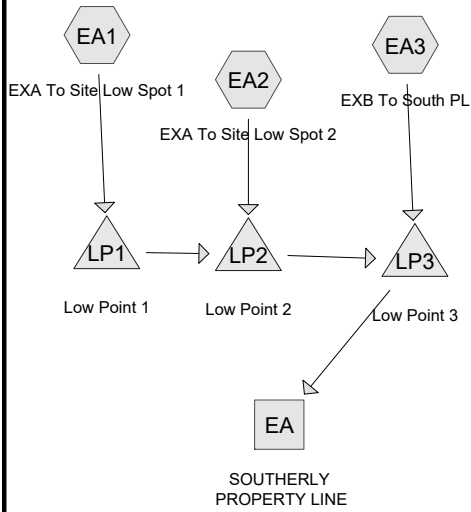 EA1
EA3
EA2
EXA To Site Low Spot 1
EXB To South PL
EXA To Site Low Spot 2
LP1
LP2
LP3
Low Point 1
Low Point 2
Low Point 3
EA
SOUTHERLY
PROPERTY LINE